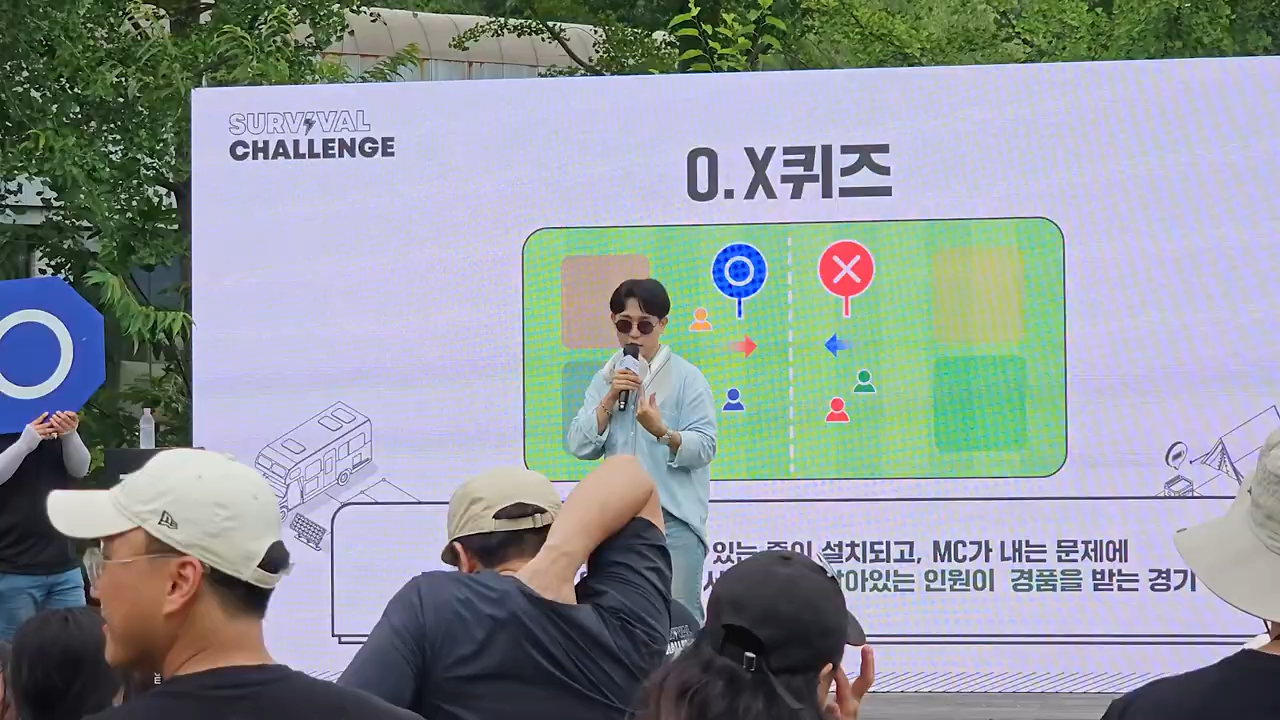 SURVIVAL
CHALLENGE
O.X퀴즈
있는 존이 설치되고, MC가 내는 문제에
남아있는 인원이 경품을 받는 경기